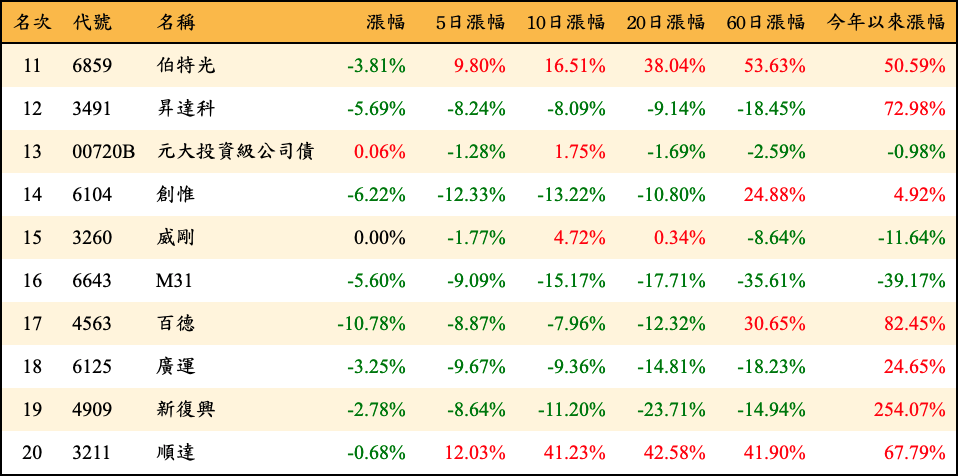 名次 代號 名稱 漲幅 5日漲幅 10日漲幅 20日漲幅 60日漲幅 今年以來漲幅
11 6859 伯特光 -3.81% 9.80% 16.51% 38.04% 53.63% 50.59%
12 3491 昇達科 -5.69% -8.24% -8.09% -9.14% -18.45% 72.98%
13 00720B 元大投資級公司債 0.06% -1.28% 1.75% -1.69% -2.59% -0.98%
14 6104 創惟 -6.22% -12.33% -13.22% -10.80% 24.88% 4.92%
15 3260 威剛 0.00% -1.77% 4.72% 0.34% -8.64% -11.64%
16 6643 M31 -5.60% -9.09% -15.17% -17.71% -35.61% -39.17%
17 4563 百德 -10.78% -8.87% -7.96% -12.32% 30.65% 82.45%
18 6125 廣運 -3.25% -9.67% -9.36% -14.81% -18.23% 24.65%
19 4909 新復興 -2.78% -8.64% -11.20% -23.71% -14.94% 254.07%
20 3211 順達 -0.68% 12.03% 41.23% 42.58% 41.90% 67.79%